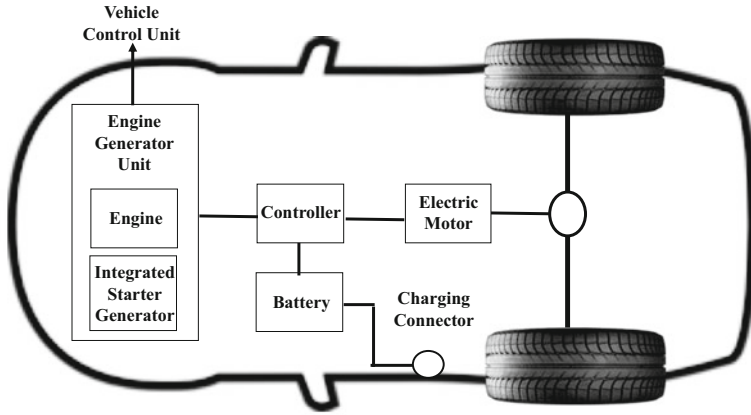 Vehicle
Control Unit
Engine
Generator
Unit
Engine
Integrated
Starter
Generator
Controller
Electric
Motor
Battery
Charging
Connector